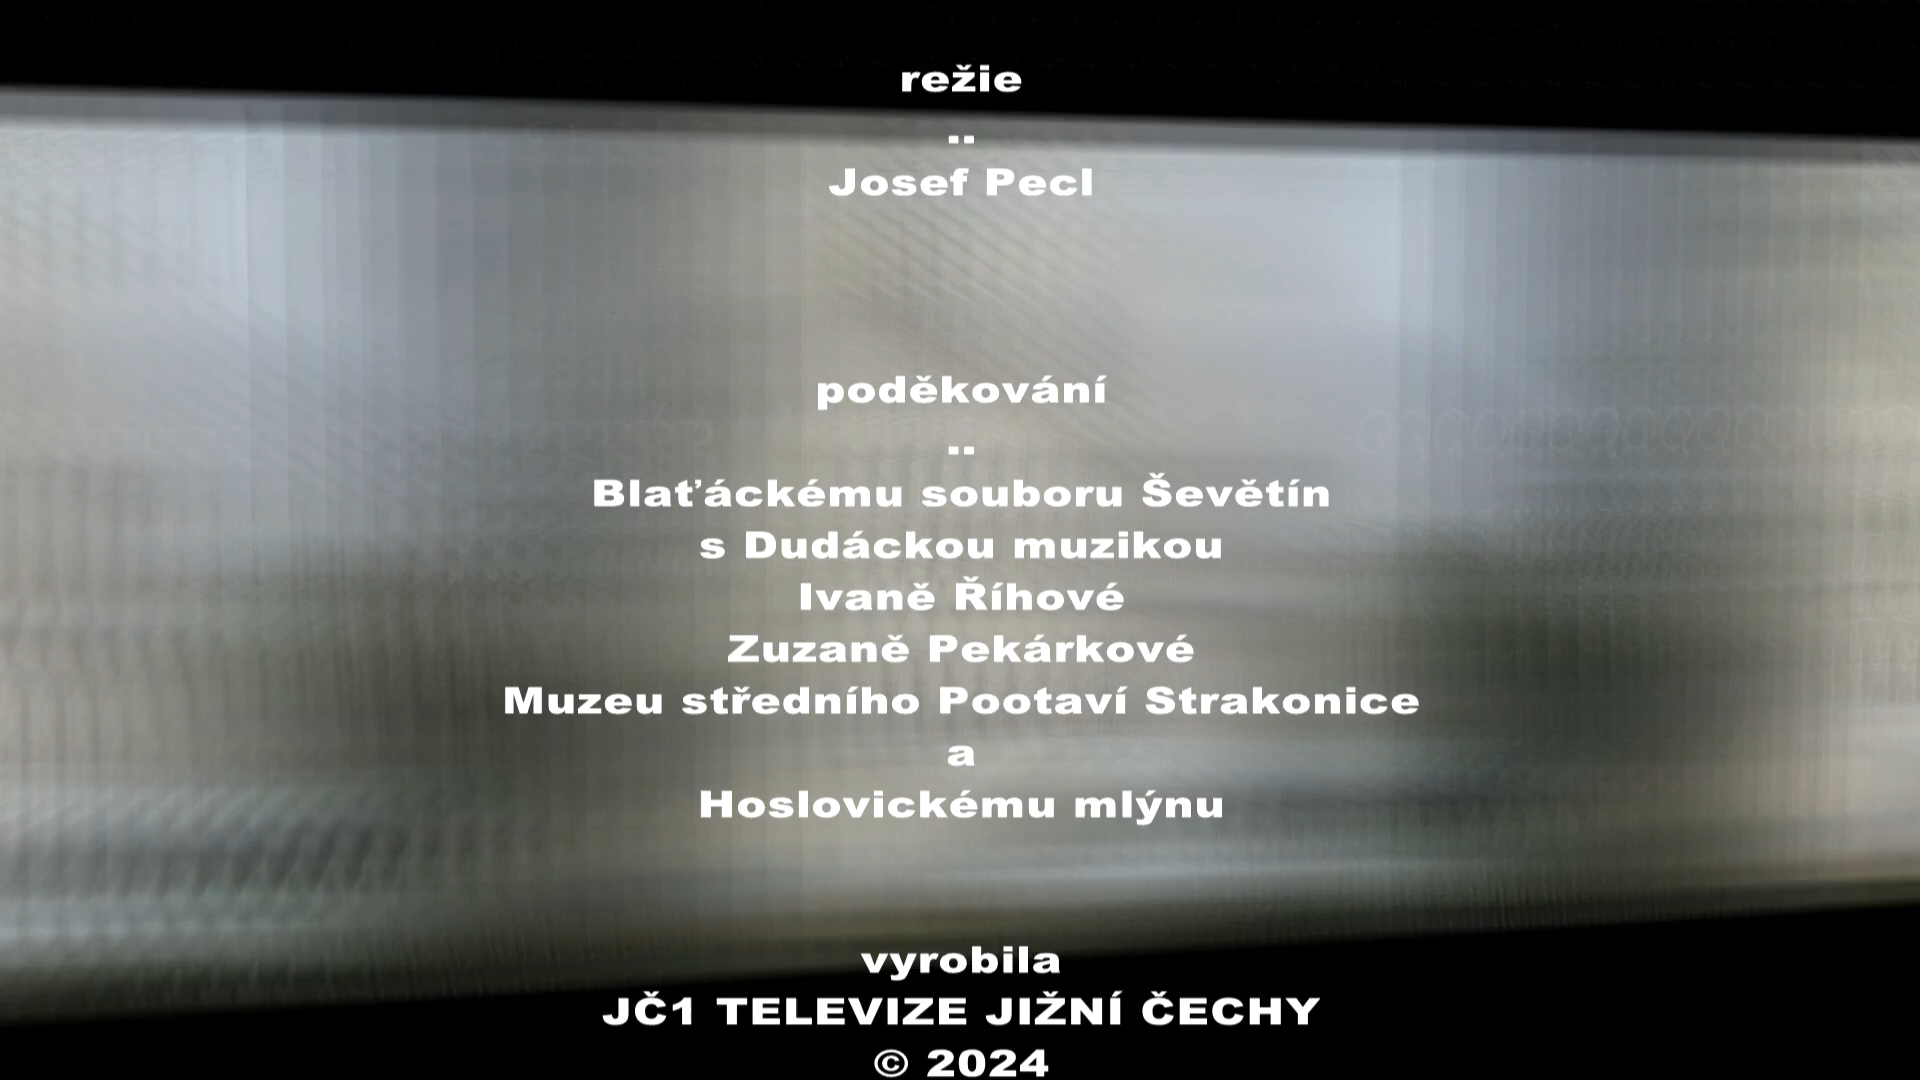 režie
--
Josef Pecl
poděkování
--
Blaťáckému souboru Ševětín
s Dudáckou muzikou
Ivaně Říhové
Zuzaně Pekárkové
Muzeu středního Pootaví Strakonice
a
Hoslovickému mlýnu
vyrobila
JČ1 TELEVIZE JIŽNÍ ČECHY
© 2024